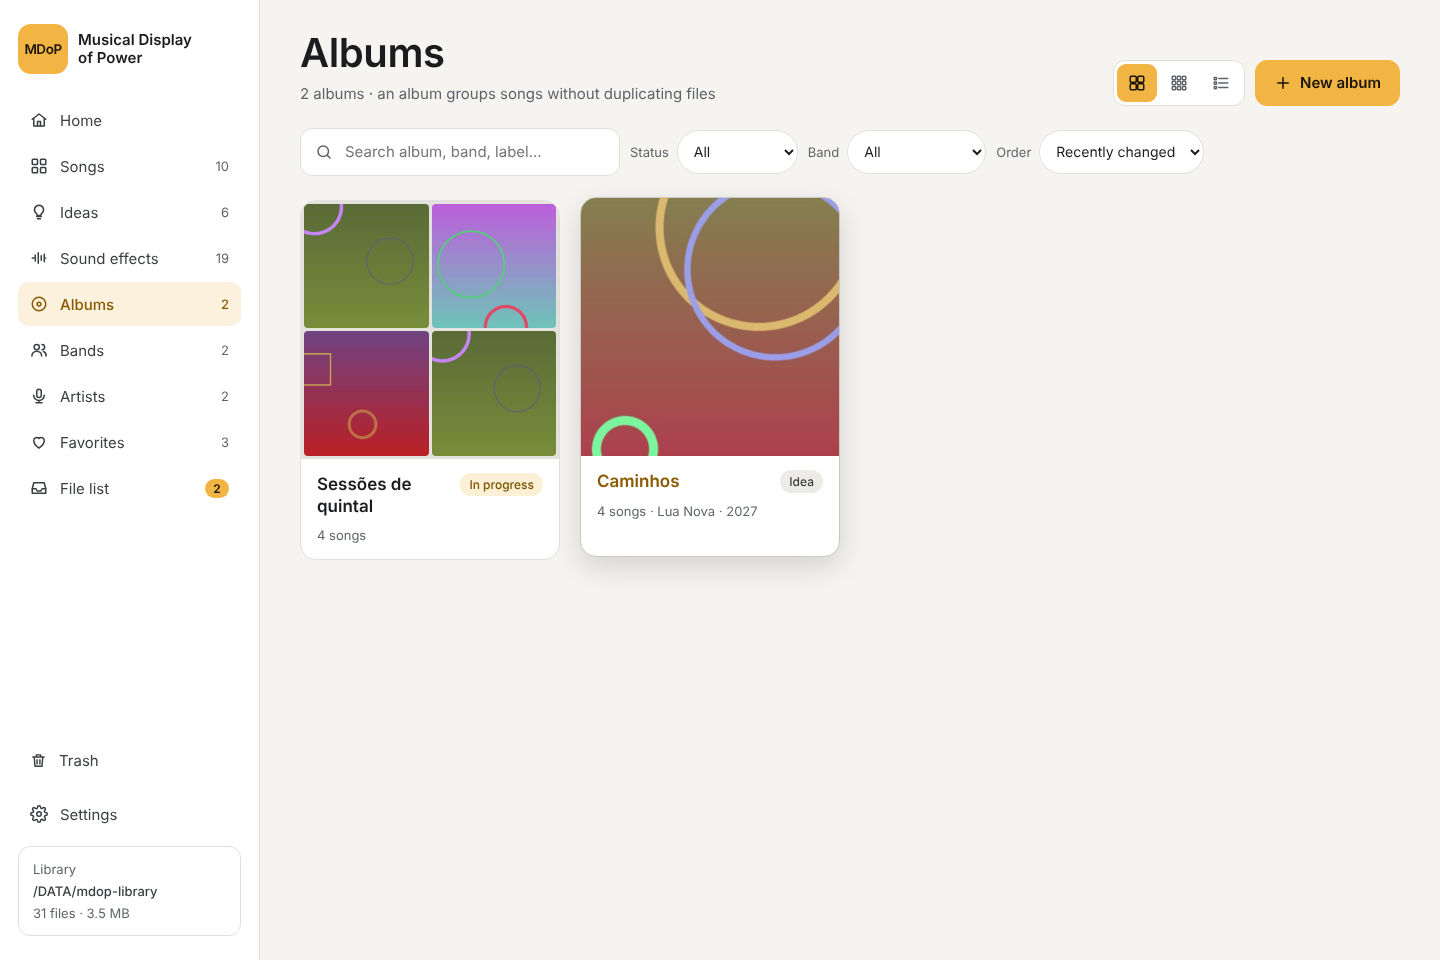 MDoP
Musical Display
of Power
Home
Songs 10
Ideas 6
Sound effects 19
Albums 2
Bands 2
Artists 2
Favorites 3
File list 2
Trash
Settings
Library
/DATA/mdop-library
31 files · 3.5 MB
Albums
2 albums · an album groups songs without duplicating files
New album
Search album, band, label...
Status All Band All Order Recently changed
Sessões de
quintal
In progress
4 songs
Caminhos
Idea
4 songs · Lua Nova · 2027